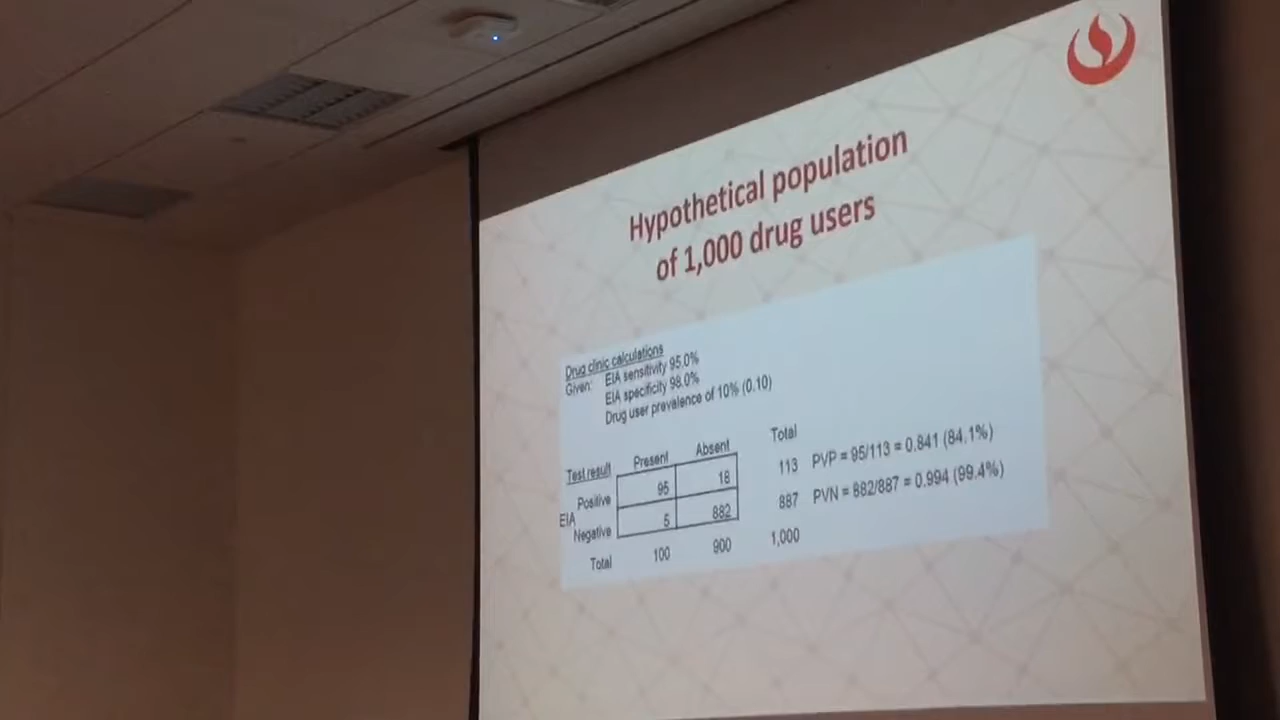 Hypothetical population
of 1,000 drug users
Drug clinic calculations
Given: EIA sensitivity 95.0%
EIA specificity 98.0%
Drug user prevalence of 10% (0.10)
Test result Present Absent Total
Positive 95 18 113 PVP = 95/113 = 0.841 (84.1%)
EIA
Negative 5 882 887 PVN = 882/887 = 0.994 (99.4%)
Total 100 900 1,000